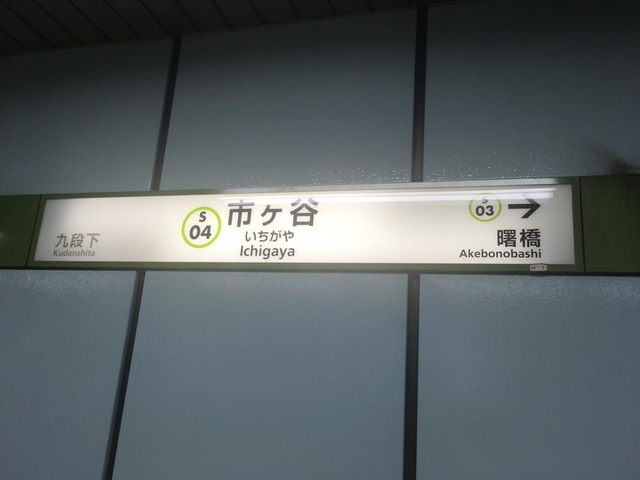 九段下
Kudanshita
S
04
市ヶ谷
いちがや
Ichigaya
S
03
→
曙橋
Akebonobashi